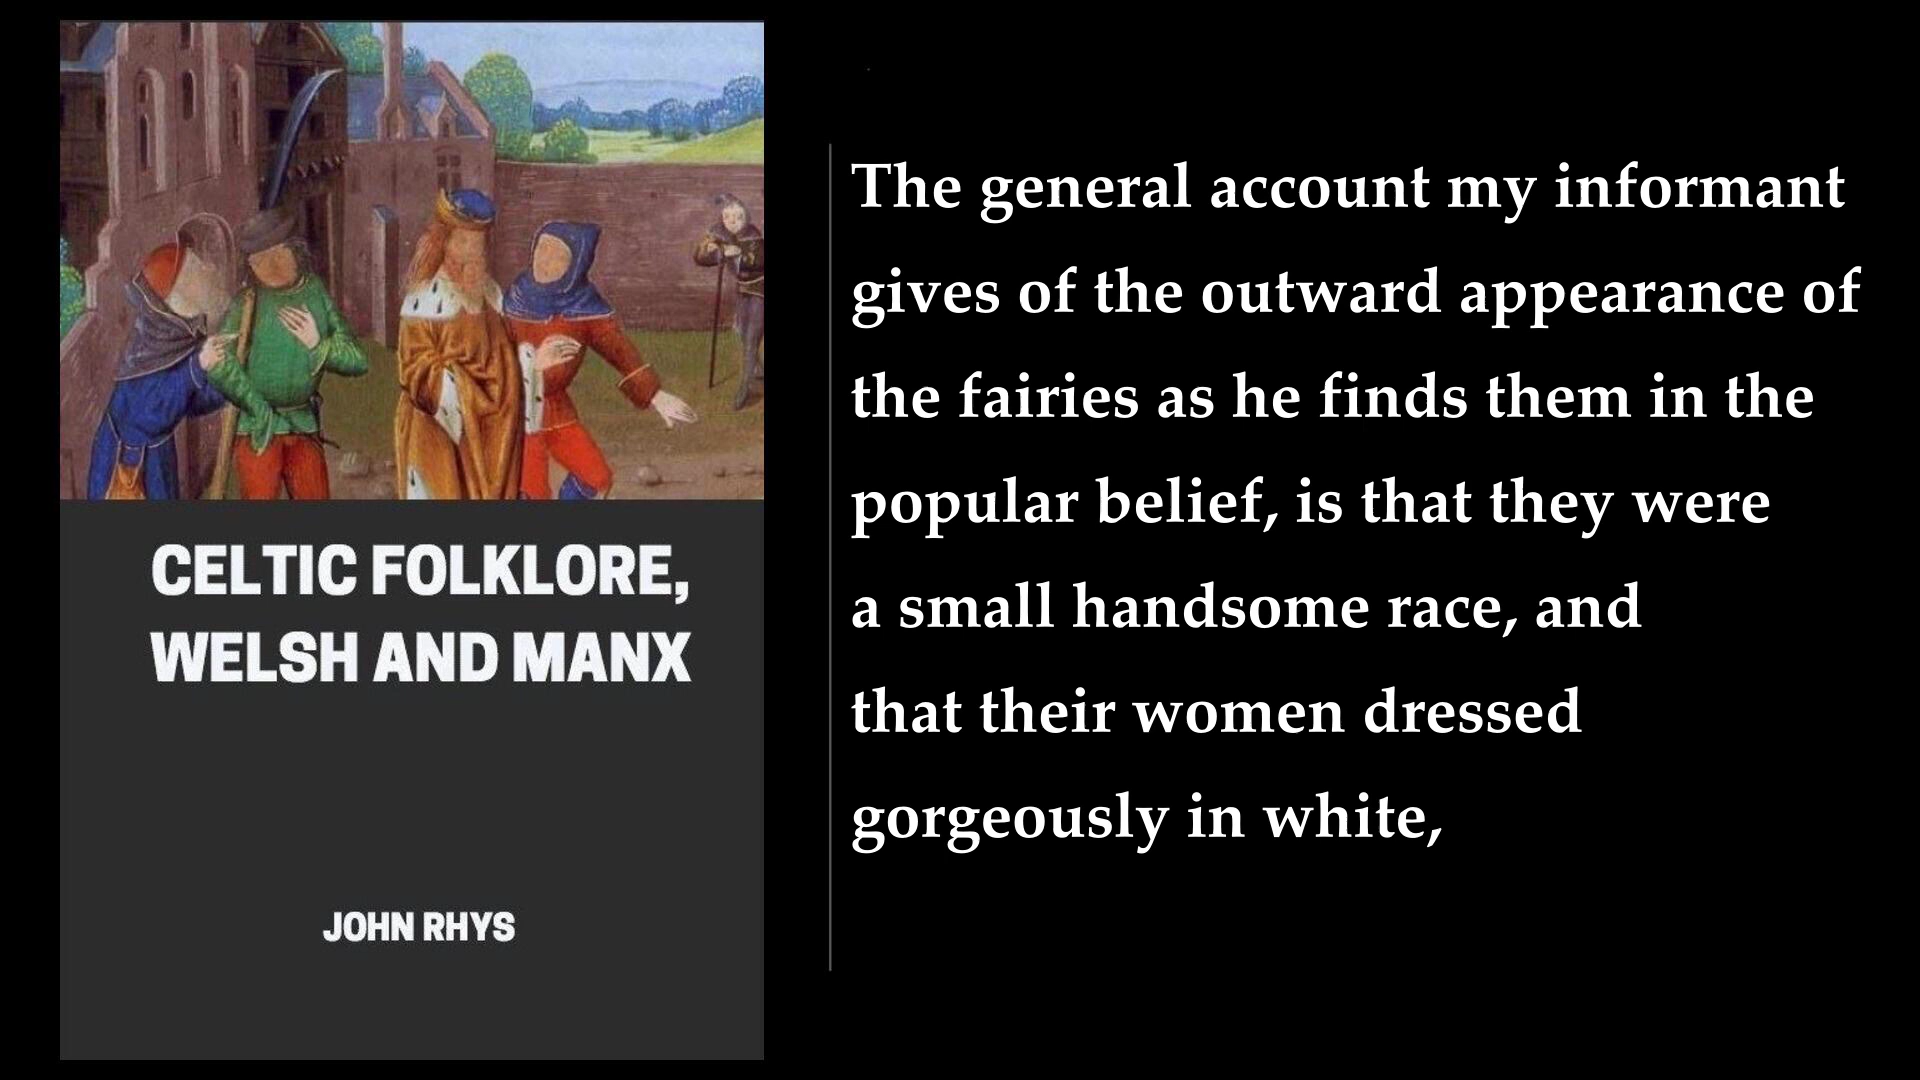 CELTIC FOLKLORE,
WELSH AND MANX
JOHN RHYS
The general account my informant
gives of the outward appearance of
the fairies as he finds them in the
popular belief, is that they were
a small handsome race, and
that their women dressed
gorgeously in white,